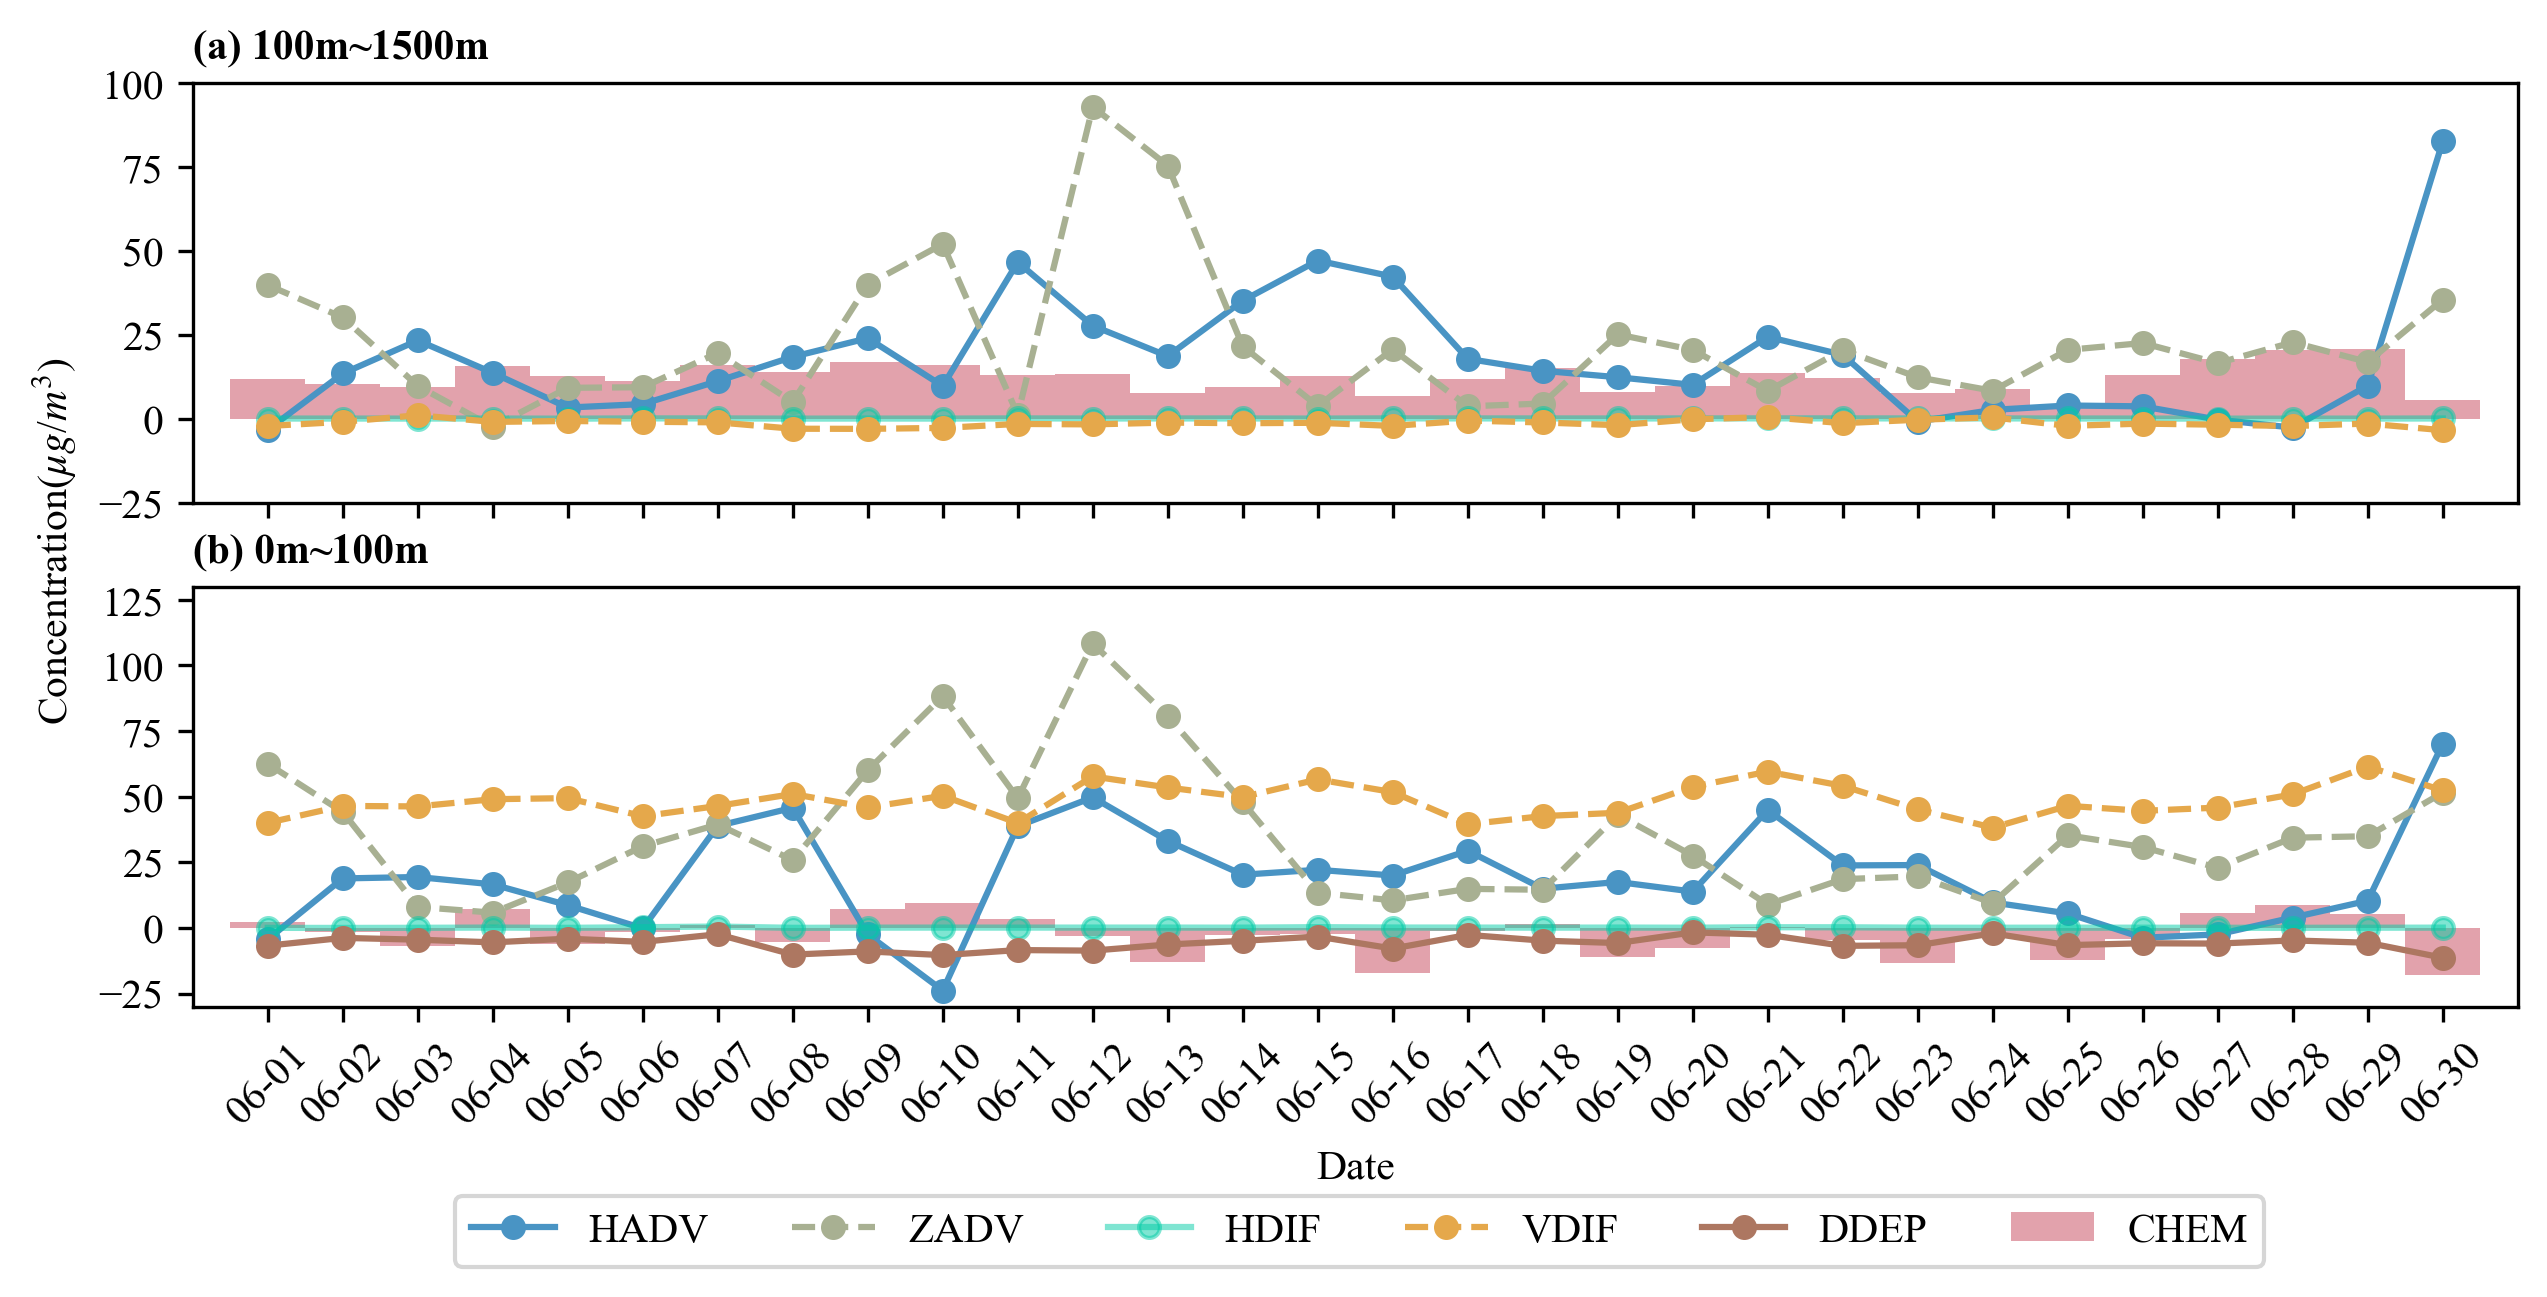 (a) 100m~1500m
100
75
50
25
0
−25
Concentration(μg/m³)
(b) 0m~100m
125
100
75
50
25
0
−25
06-01 06-02 06-03 06-04 06-05 06-06 06-07 06-08 06-09 06-10 06-11 06-12 06-13 06-14 06-15 06-16 06-17 06-18 06-19 06-20 06-21 06-22 06-23 06-24 06-25 06-26 06-27 06-28 06-29 06-30
Date
HADV ZADV HDIF VDIF DDEP CHEM